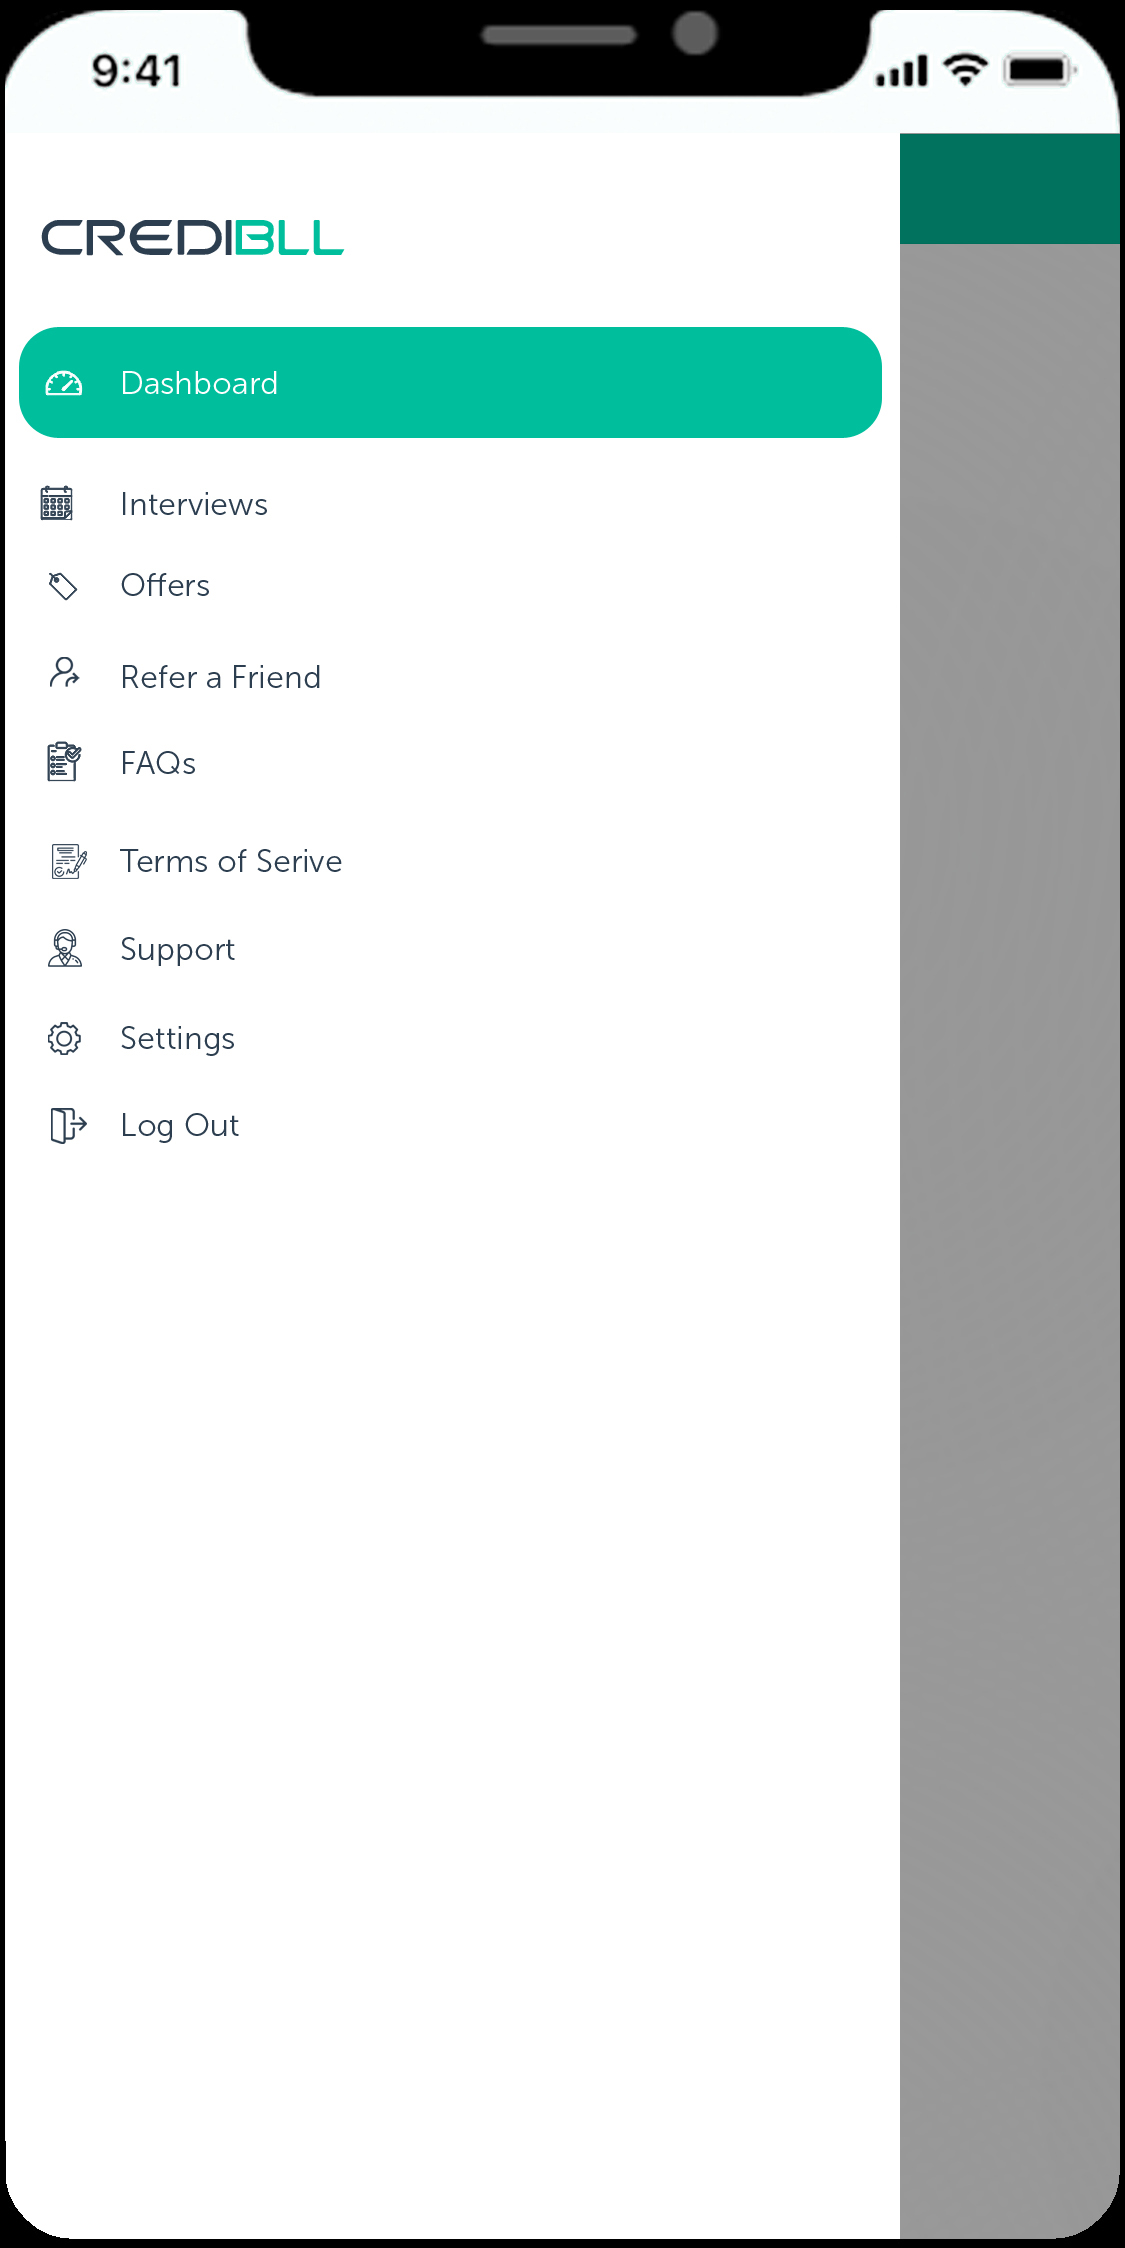 9:41
CREDIBLL
Dashboard
Interviews
Offers
Refer a Friend
FAQs
Terms of Serive
Support
Settings
Log Out